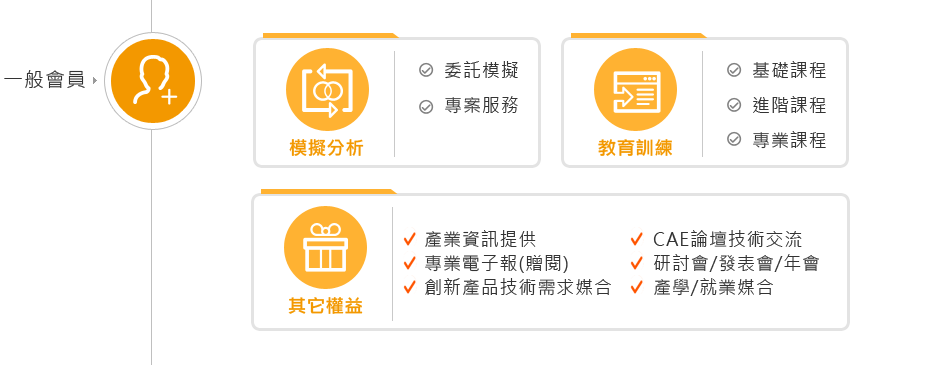 一般會員
模擬分析
委託模擬
專案服務
教育訓練
基礎課程
進階課程
專業課程
其它權益
產業資訊提供
專業電子報(贈閱)
創新產品技術需求媒合
CAE論壇技術交流
研討會/發表會/年會
產學/就業媒合